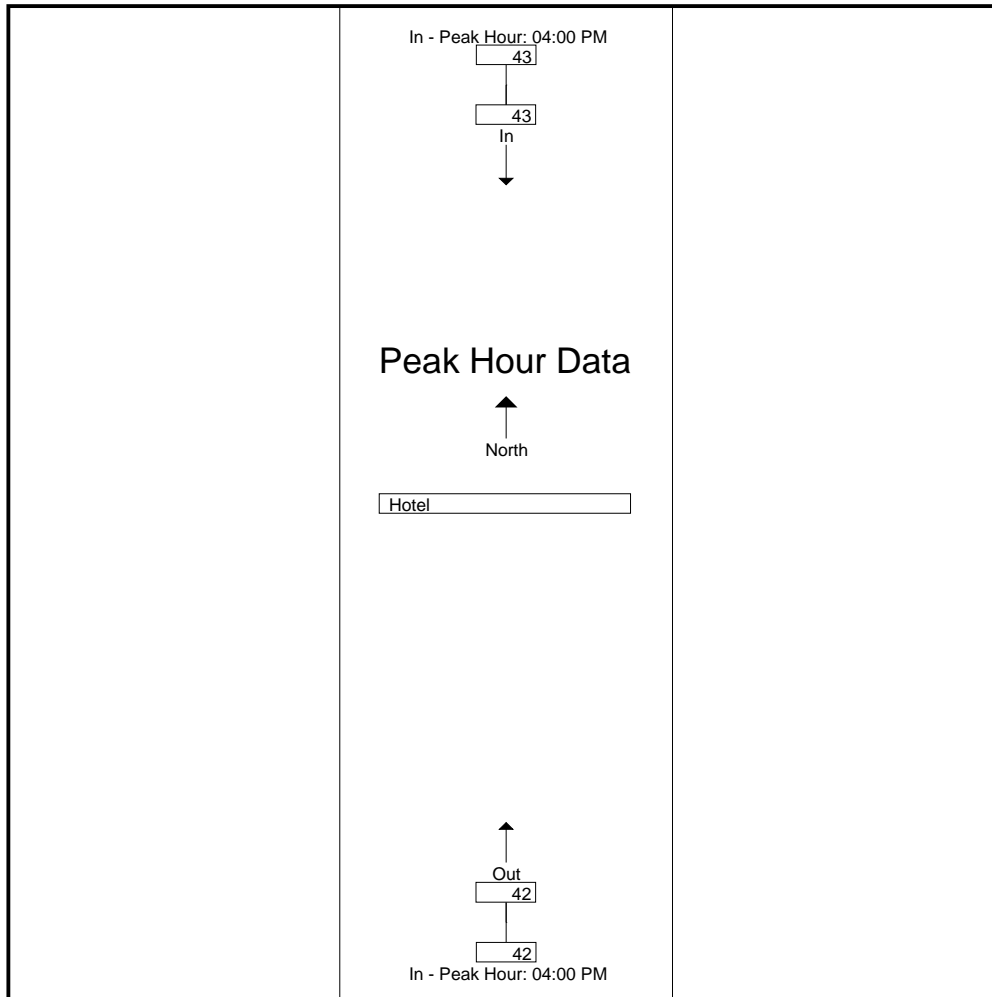 In - Peak Hour: 04:00 PM
43
43
In
Peak Hour Data
North
Hotel
Out
42
42
In - Peak Hour: 04:00 PM